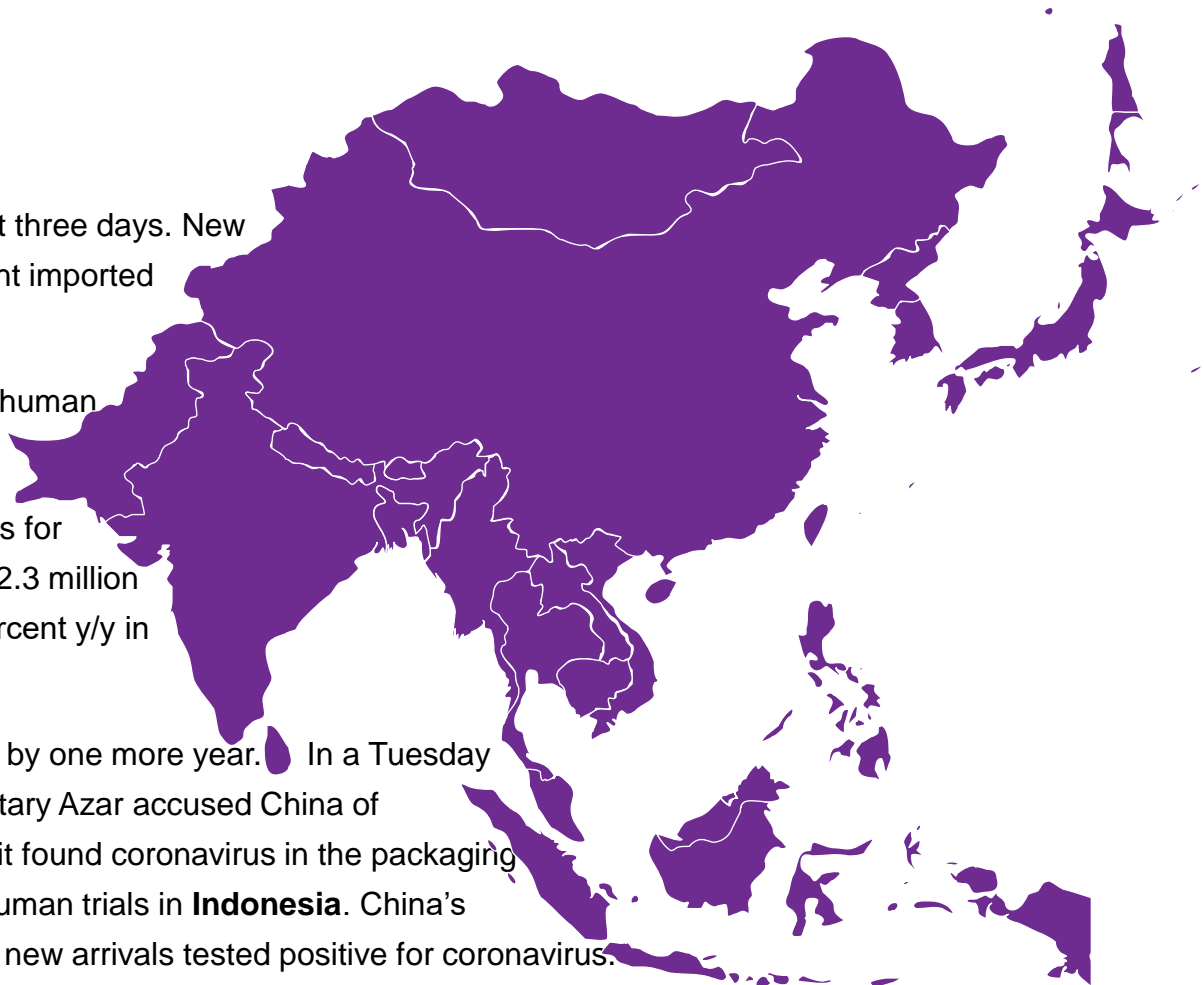 t three days. New
nt imported
human
s for
2.3 million
rcent y/y in
by one more year. In a Tuesday
tary Azar accused China of
it found coronavirus in the packaging
uman trials in Indonesia. China’s
new arrivals tested positive for coronavirus.